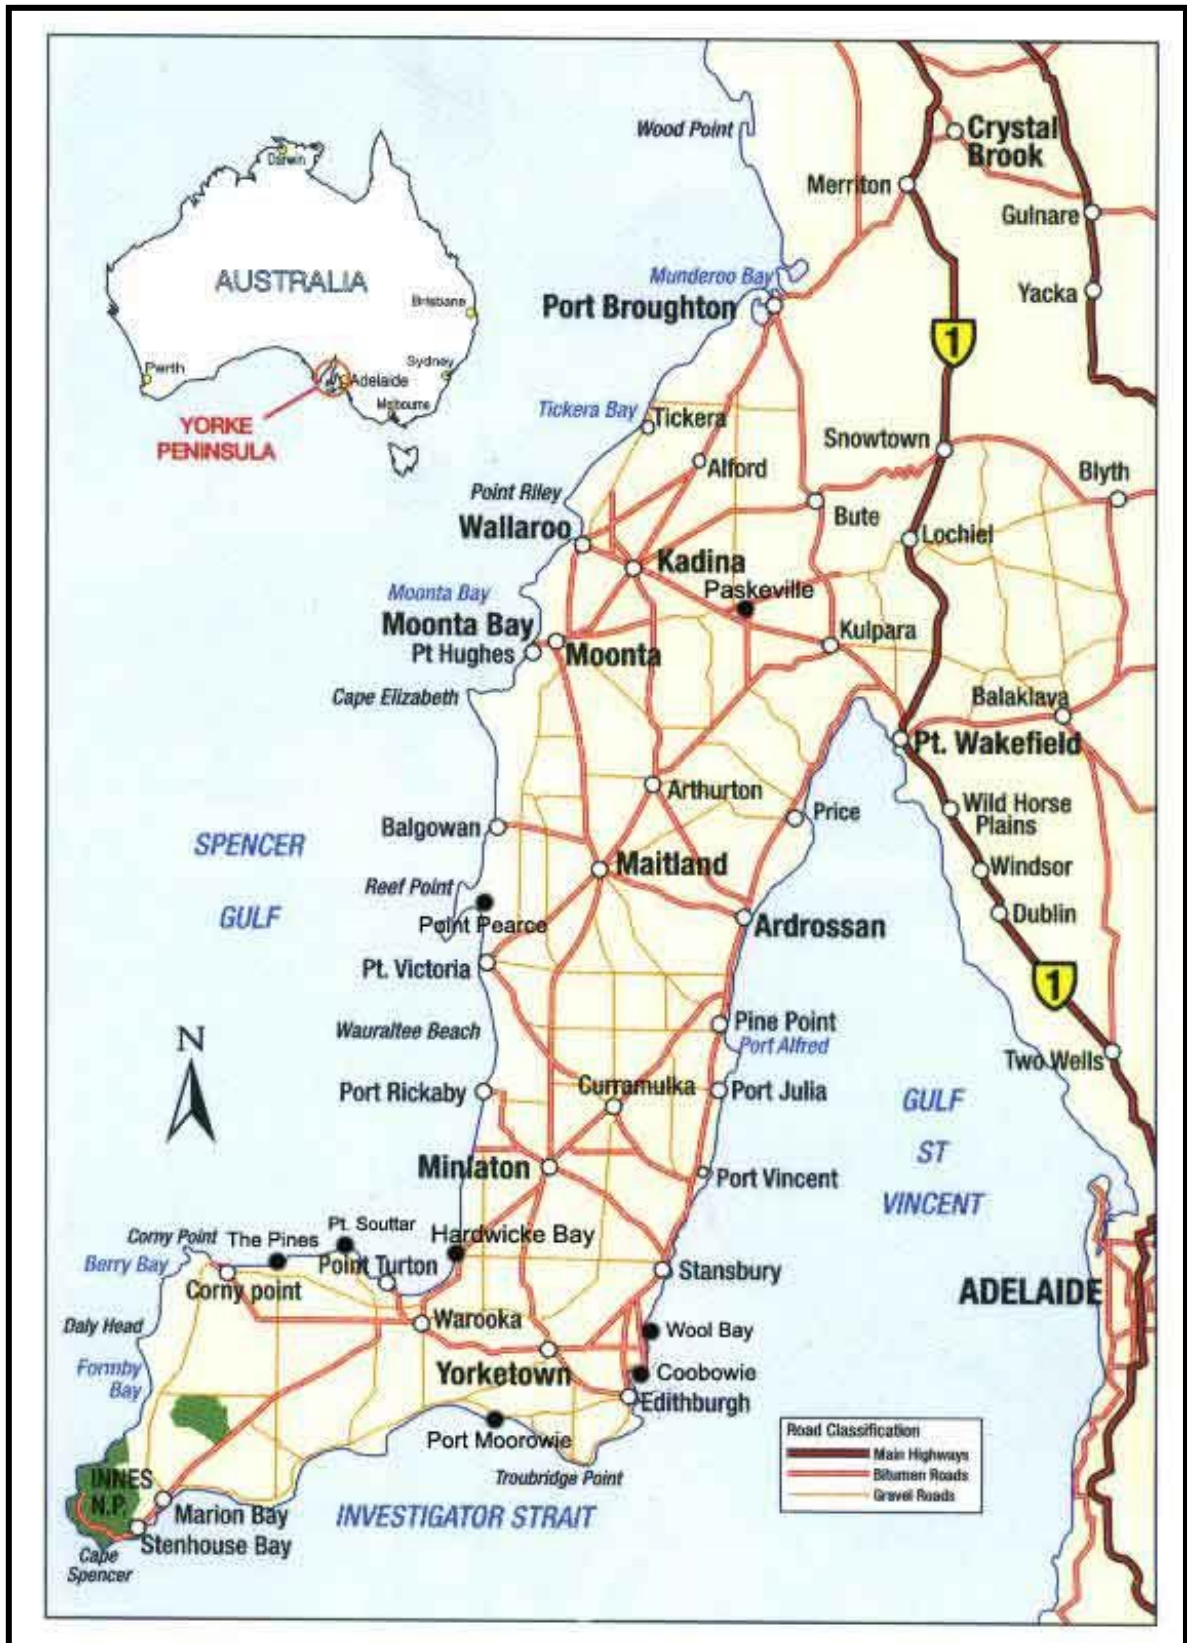 Wood Point
Crystal
Brook
Merriton
Gulnare
Darwin
AUSTRALIA
Brisbane
Perth
Sydney
Adelaide
Melbourne
YORKE
PENINSULA
Munderoo Bay
Port Broughton
Yacka
1
Tickera Bay
Tickera
Snowtown
Alford
Blyth
Point Riley
Wallaroo
Bute
Lochiel
Kadina
Moonta Bay
Paskeville
Moonta Bay
Kulpara
Pt Hughes
Moonta
Cape Elizabeth
Balaklava
Pt. Wakefield
Arthurton
Price
Wild Horse
Plains
Balgowan
SPENCER
GULF
Maitland
Windsor
Reef Point
Point Pearce
Dublin
Ardrossan
Pt. Victoria
1
N
Wauraltee Beach
Pine Point
Port Alfred
Two Wells
Port Rickaby
Curramulka
Port Julia
GULF
ST
VINCENT
Minlaton
Port Vincent
Corny Point
The Pines
Pt. Souttar
Hardwicke Bay
Berry Bay
Point Turton
Corny point
Stansbury
ADELAIDE
Daly Head
Warooka
Wool Bay
Formby
Bay
Yorketown
Coobowie
Edithburgh
Port Moorowie
Troubridge Point
INNES
N.P.
Marion Bay
Stenhouse Bay
INVESTIGATOR STRAIT
Cape
Spencer
Road Classification
Main Highways
Bitumen Roads
Gravel Roads